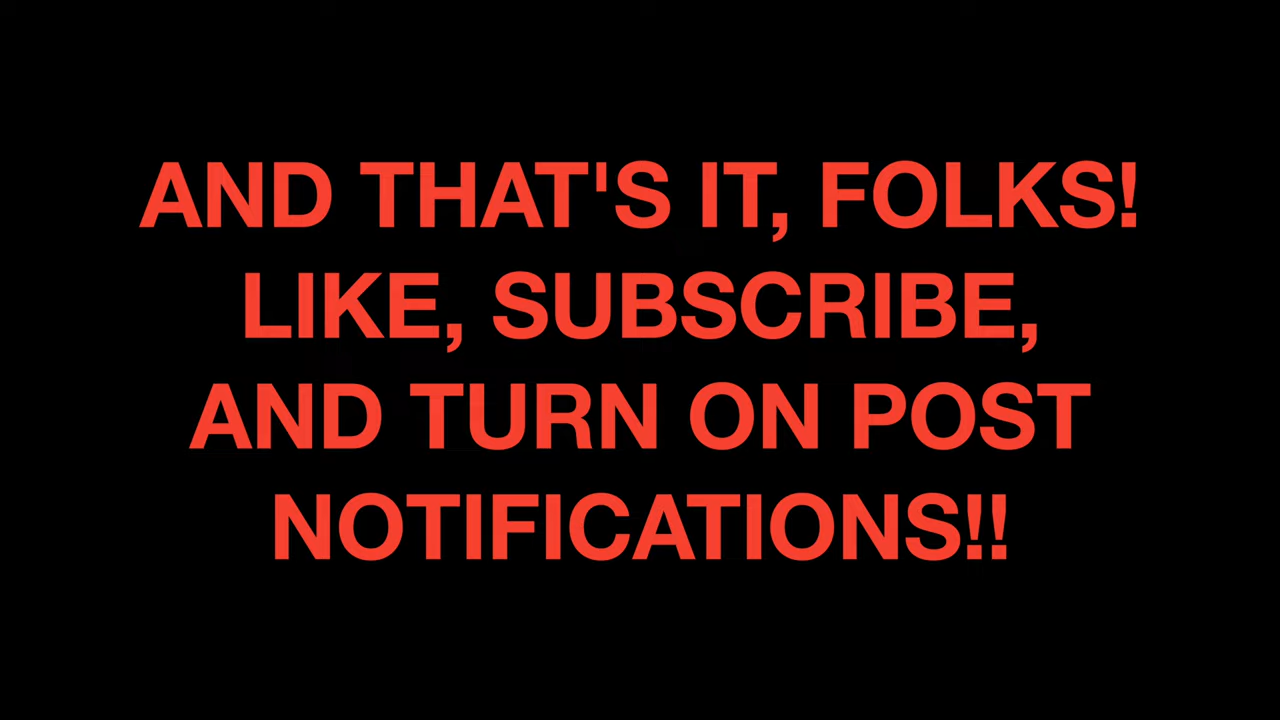 AND THAT'S IT, FOLKS!
LIKE, SUBSCRIBE,
AND TURN ON POST
NOTIFICATIONS!!